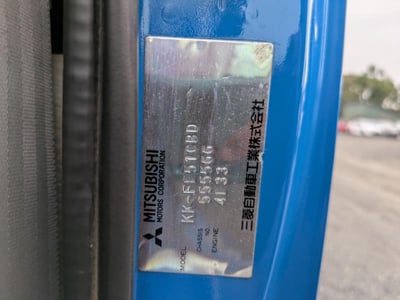 MITSUBISHI
MOTORS CORPORATION
MODEL KK-FE51CBD
CHASSIS NO. 555566
ENGINE 4D33
三菱自動車工業株式会社